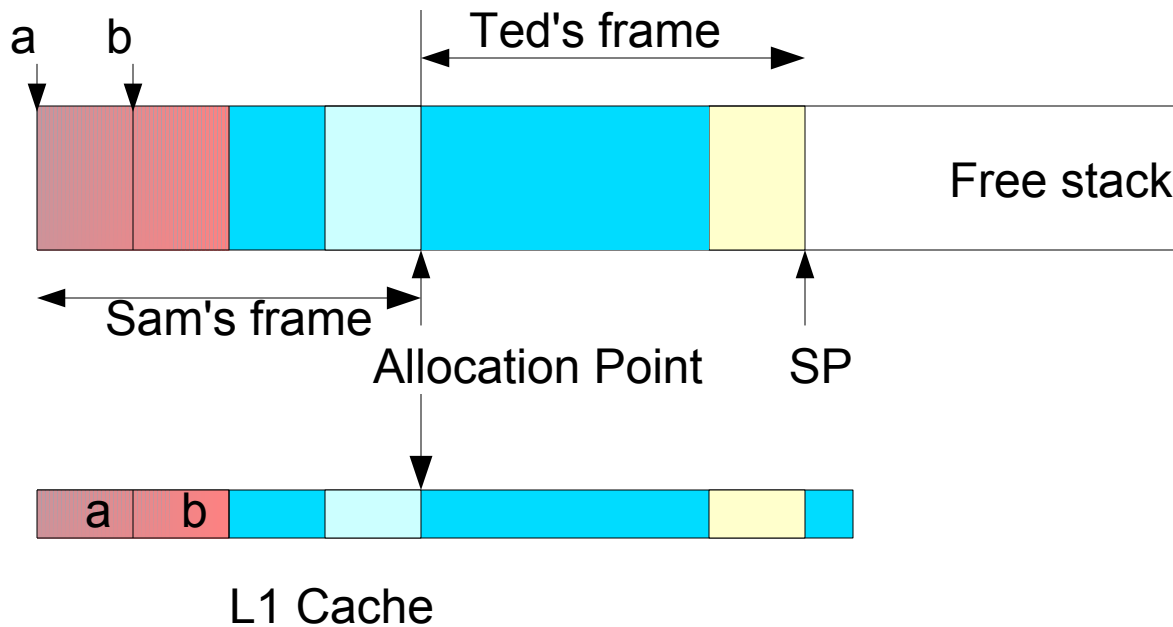 Ted's frame
a
b
Free stack
Sam's frame
Allocation Point
SP
a
b
L1 Cache